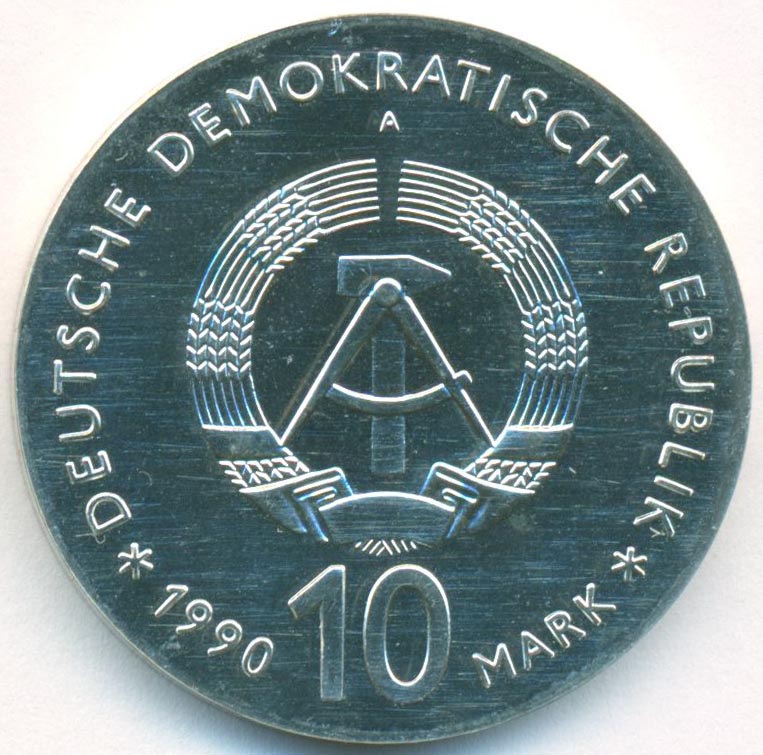 DEUTSCHE DEMOKRATISCHE REPUBLIK
A
* 1990 10 MARK *